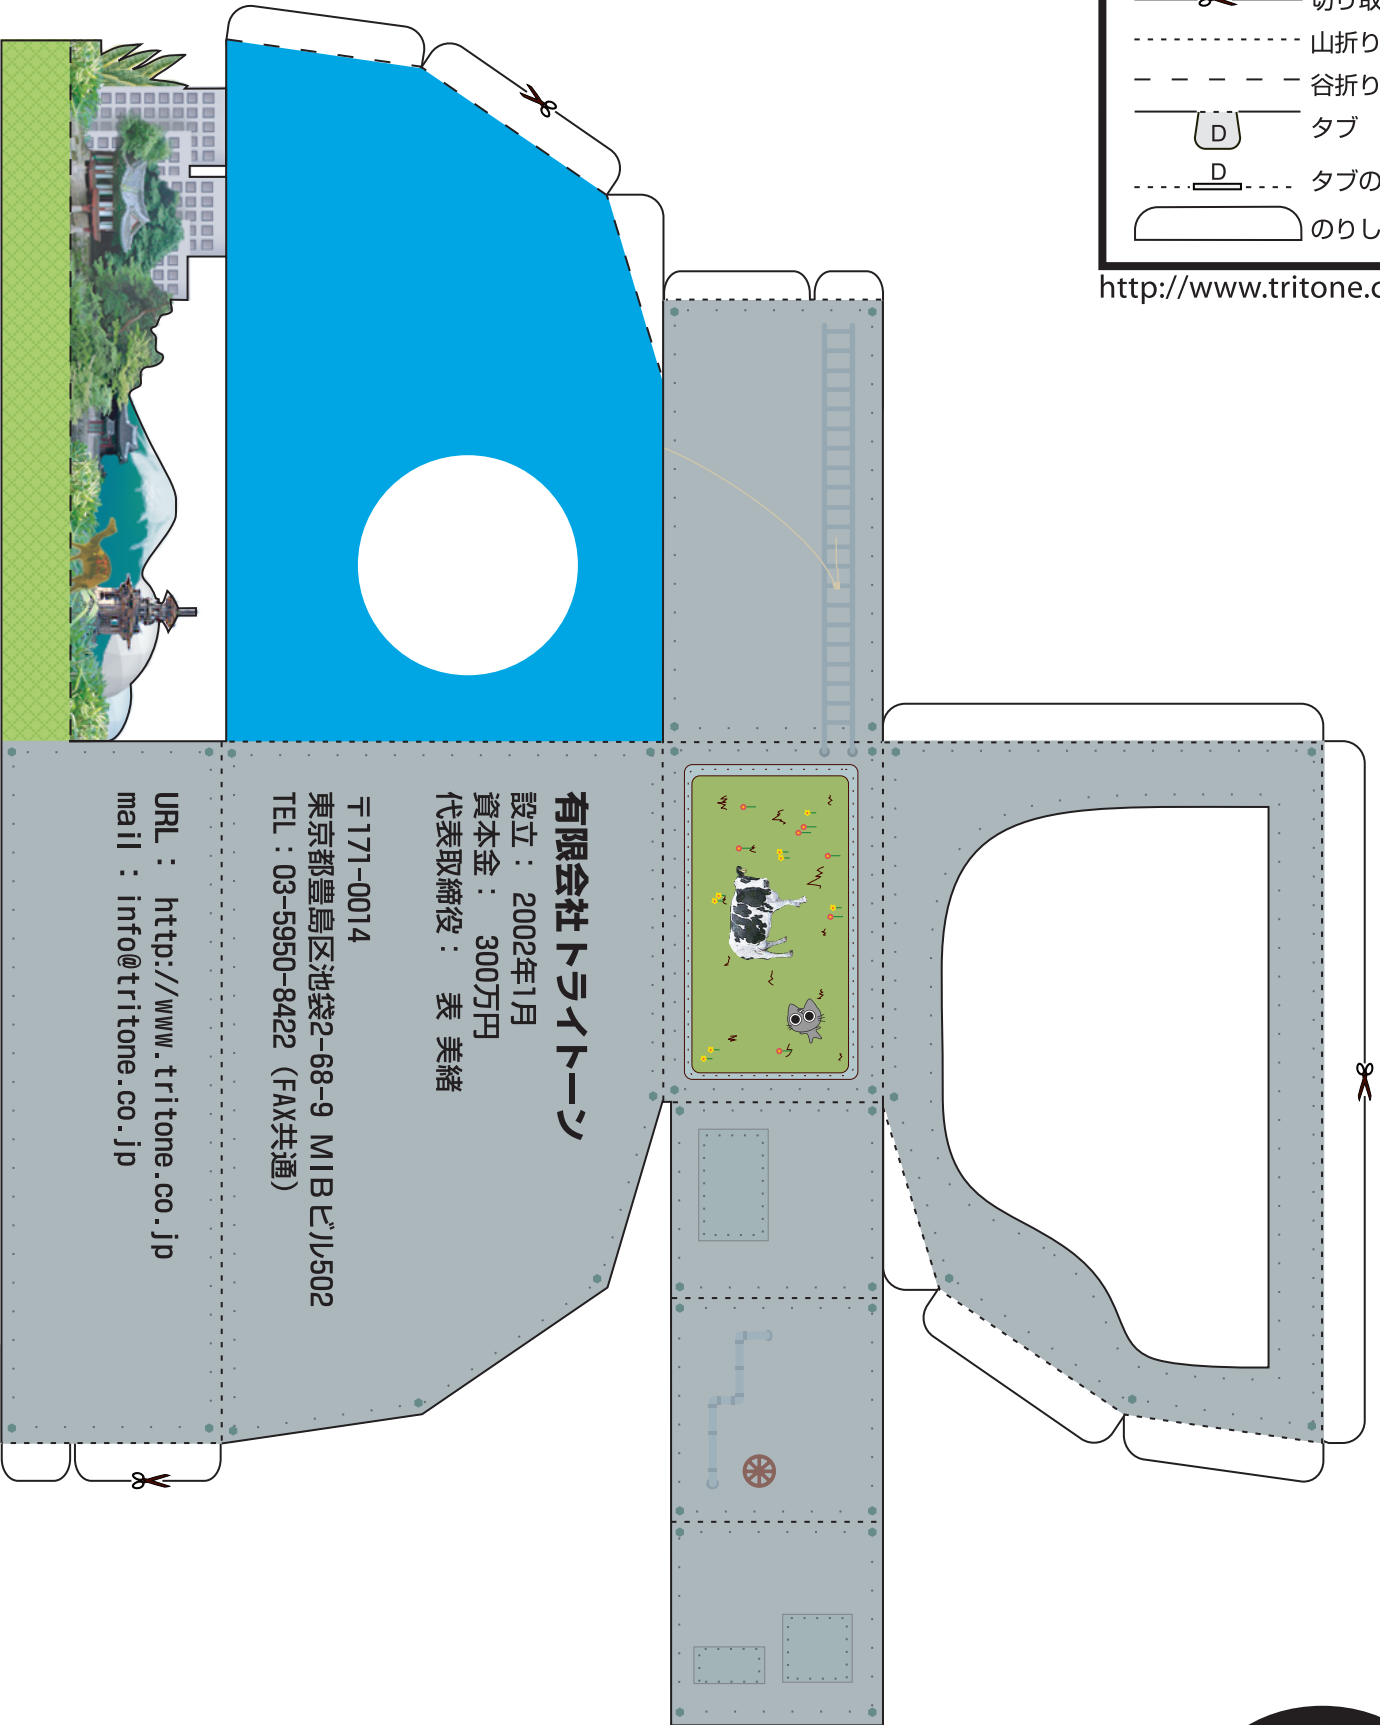 山折り
谷折り
D
タブ
D
タブの
のりし
http://www.tritone.c
有限会社トライトーン
設立： 2002年1月
資本金： 300万円
代表取締役： 表 美緒
〒171-0014
東京都豊島区池袋2-68-9 MIBビル502
TEL：03-5950-8422（FAX共通）
URL： http://www.tritone.co.jp
mail：info@tritone.co.jp